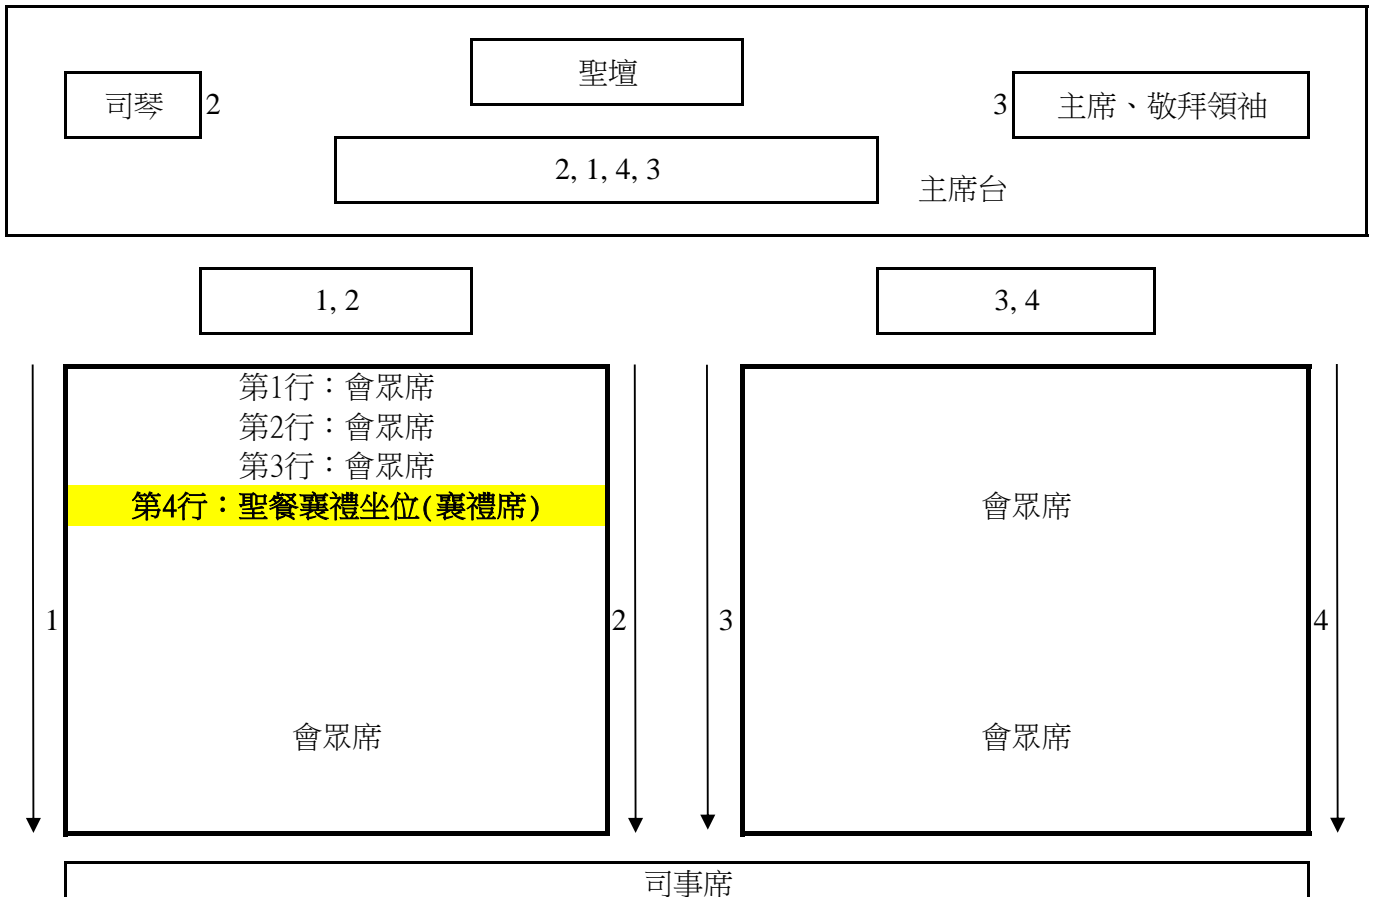 聖壇
司琴 2
3 主席、敬拜領袖
2, 1, 4, 3
主席台
1, 2
3, 4
第1行：會眾席
第2行：會眾席
第3行：會眾席
第4行：聖餐襄禮坐位(襄禮席)
會眾席
1
2
3
4
會眾席
會眾席
司事席